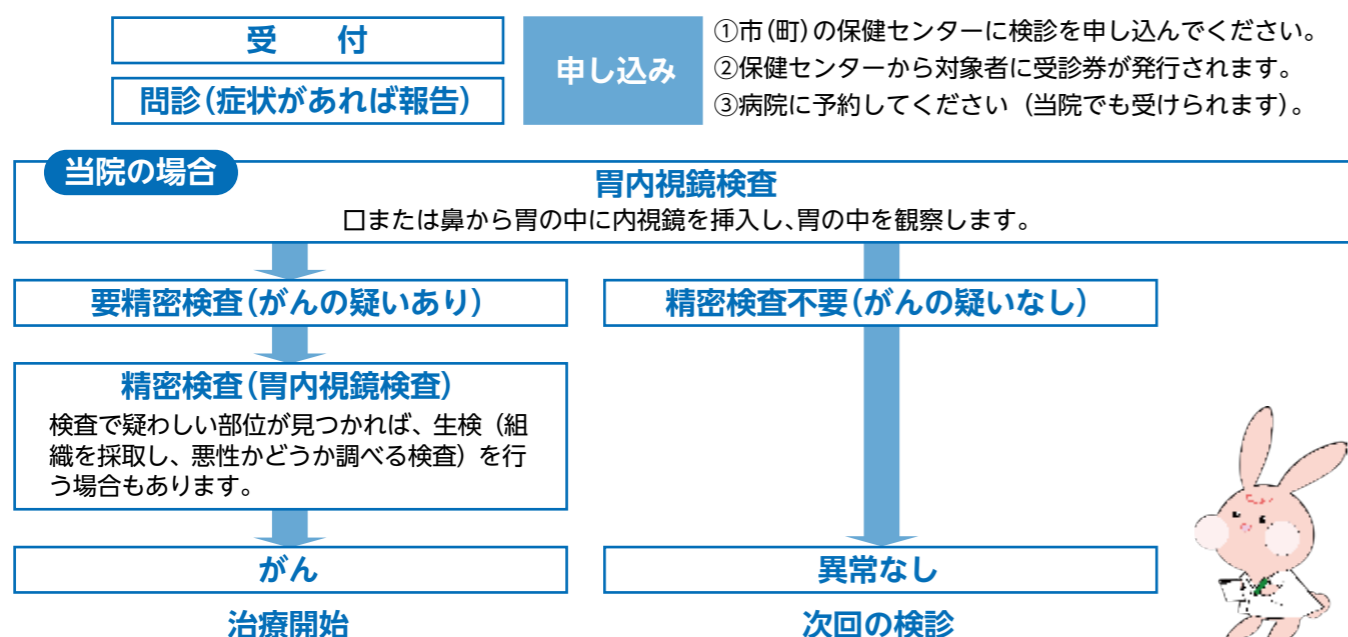 受　付
問診(症状があれば報告)
申し込み
①市(町)の保健センターに検診を申し込んでください。
②保健センターから対象者に受診券が発行されます。
③病院に予約してください（当院でも受けられます）。
当院の場合
胃内視鏡検査
口または鼻から胃の中に内視鏡を挿入し、胃の中を観察します。
要精密検査(がんの疑いあり)
精密検査不要(がんの疑いなし)
精密検査(胃内視鏡検査)
検査で疑わしい部位が見つかれば、生検（組
織を採取し、悪性かどうか調べる検査）を行
う場合もあります。
がん
異常なし
治療開始
次回の検診